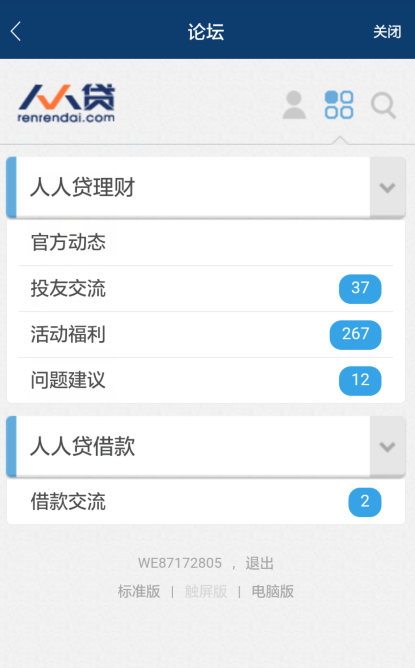 论坛
关闭
人人贷
renrendai.com
人人贷理财
官方动态
投友交流 37
活动福利 267
问题建议 12
人人贷借款
借款交流 2
WE87172805 ，退出
标准版 | 触屏版 | 电脑版